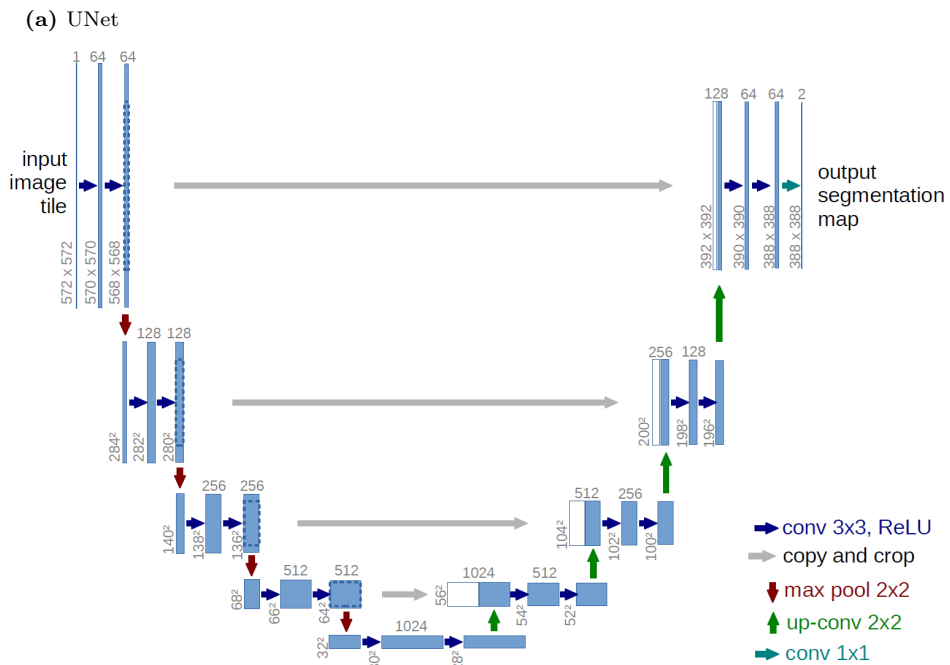 (a) UNet
1 64 64
128 64 64 2
input
image
tile
output
segmentation
map
572 x 572
570 x 570
568 x 568
392 x 392
390 x 390
388 x 388
388 x 388
128 128
256 128
284²
282²
280²
200²
198²
196²
256 256
512 256
140²
138²
136²
104²
102²
100²
512 512
1024 512
68²
66²
64²
56²
54²
52²
1024
32²
conv 3x3, ReLU
copy and crop
max pool 2x2
up-conv 2x2
conv 1x1